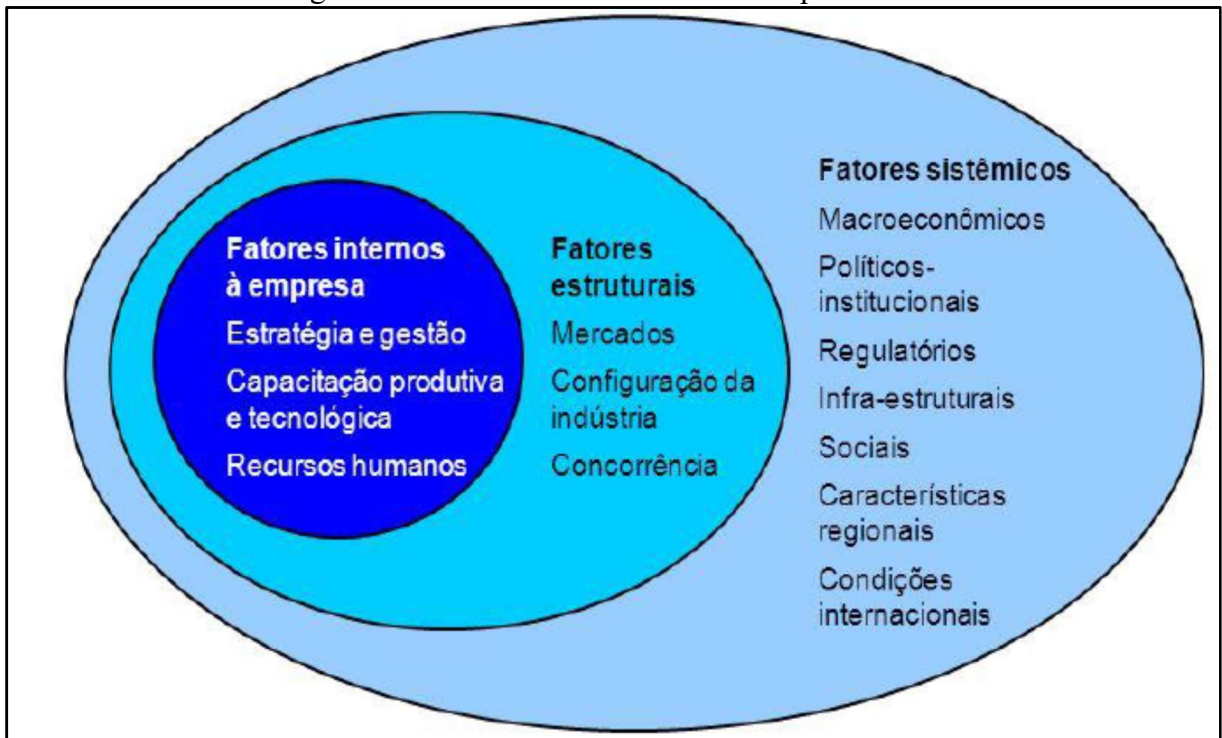 Fatores internos
à empresa
Estratégia e gestão
Capacitação produtiva
e tecnológica
Recursos humanos
Fatores
estruturais
Mercados
Configuração da
indústria
Concorrência
Fatores sistêmicos
Macroeconômicos
Políticos-
institucionais
Regulatórios
Infra-estruturais
Sociais
Características
regionais
Condições
internacionais